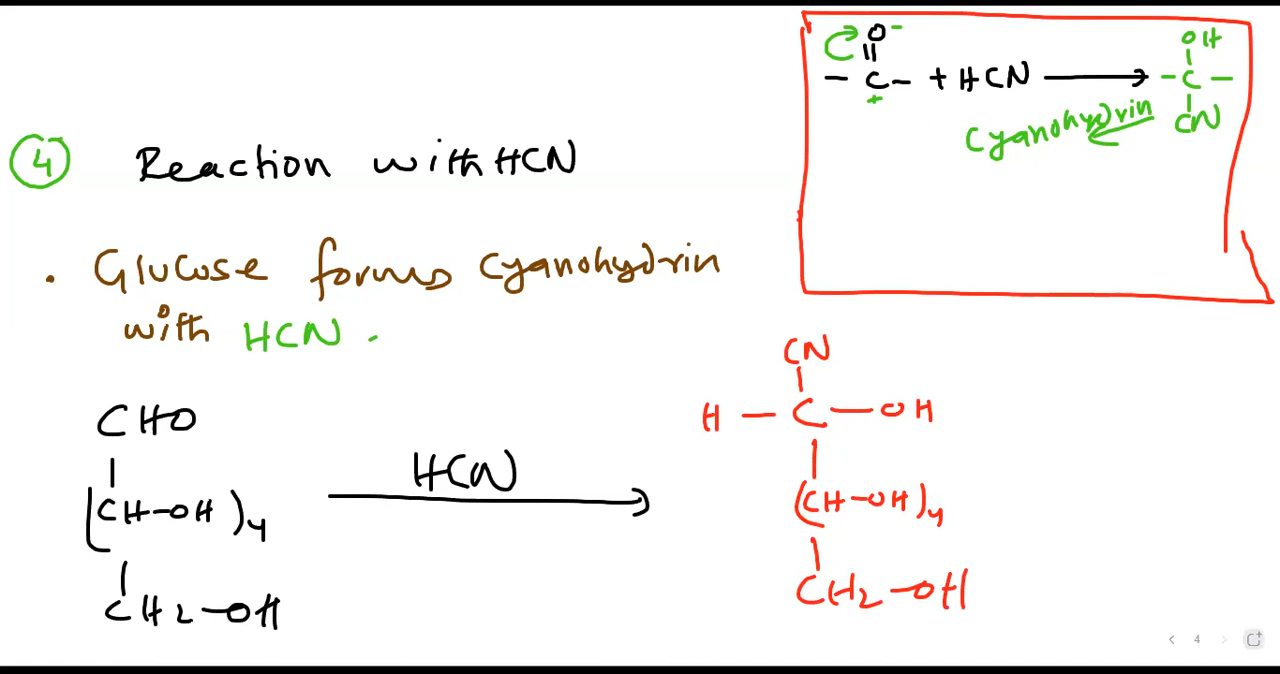 ④ Reaction with HCN
. Glucose forms Cyanohydrin
with HCN .
O-
||
- C - + HCN → - C -
+
OH
CN
Cyanohydrin
CHO
|
(CH-OH)4
|
CH2-OH
HCN
CN
|
H - C - OH
|
(CH-OH)4
|
CH2-OH
< 4 >